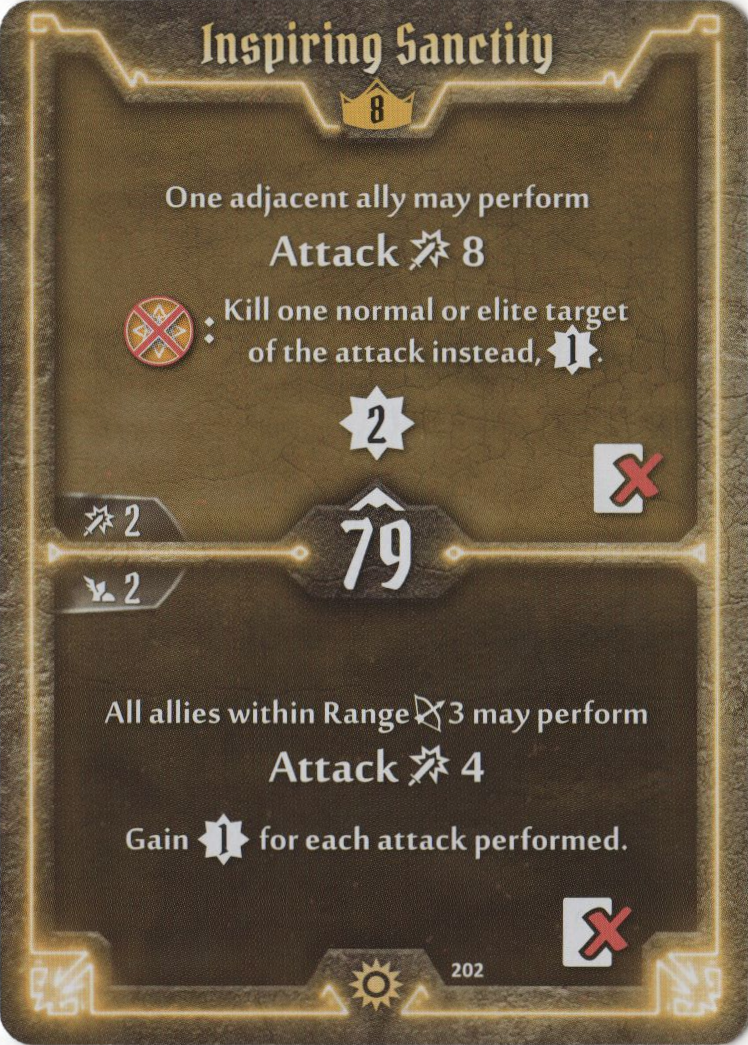 Inspiring Sanctity
8
One adjacent ally may perform
Attack 8
: Kill one normal or elite target
of the attack instead, 1.
2
2
79
2
All allies within Range 3 may perform
Attack 4
Gain 1 for each attack performed.
202